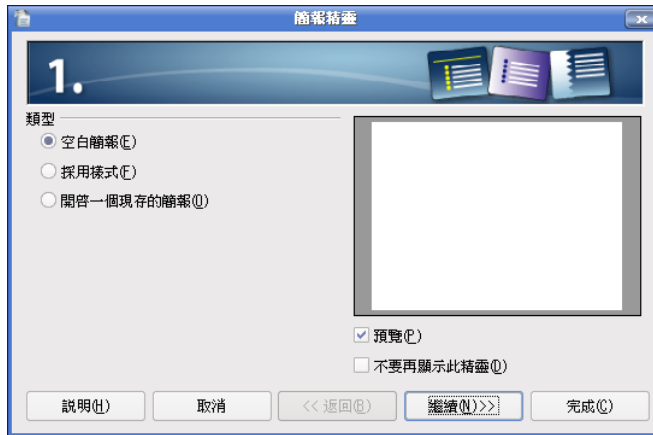 簡報精靈
1.
類型
空白簡報(E)
採用樣式(F)
開啓一個現存的簡報(O)
預覽(P)
不要再顯示此精靈(D)
說明(H)
取消
<< 返回(B)
繼續(N)>>
完成(C)